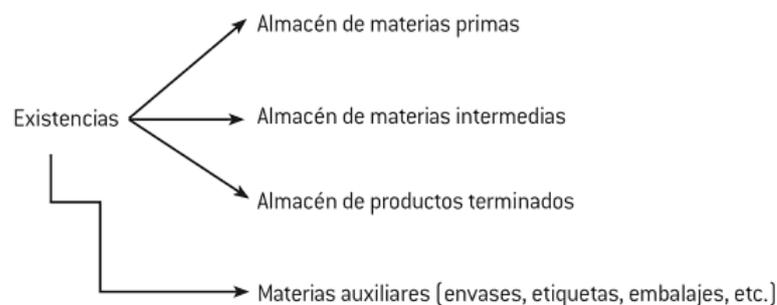 Almacén de materias primas
Existencias
Almacén de materias intermedias
Almacén de productos terminados
Materias auxiliares (envases, etiquetas, embalajes, etc.)